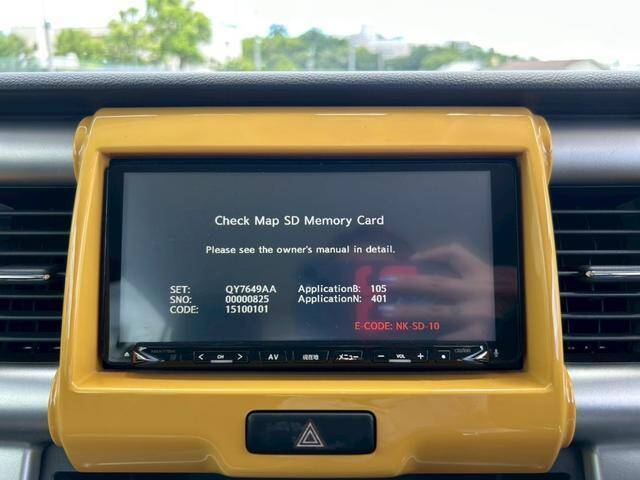 Check Map SD Memory Card
Please see the owner's manual in detail.
SET: QY7649AA ApplicationB: 105
SNO: 00000825 ApplicationN: 401
CODE: 15100101
E-CODE: NK-SD-10
CH AV 現在地 メニュー VOL Clarion